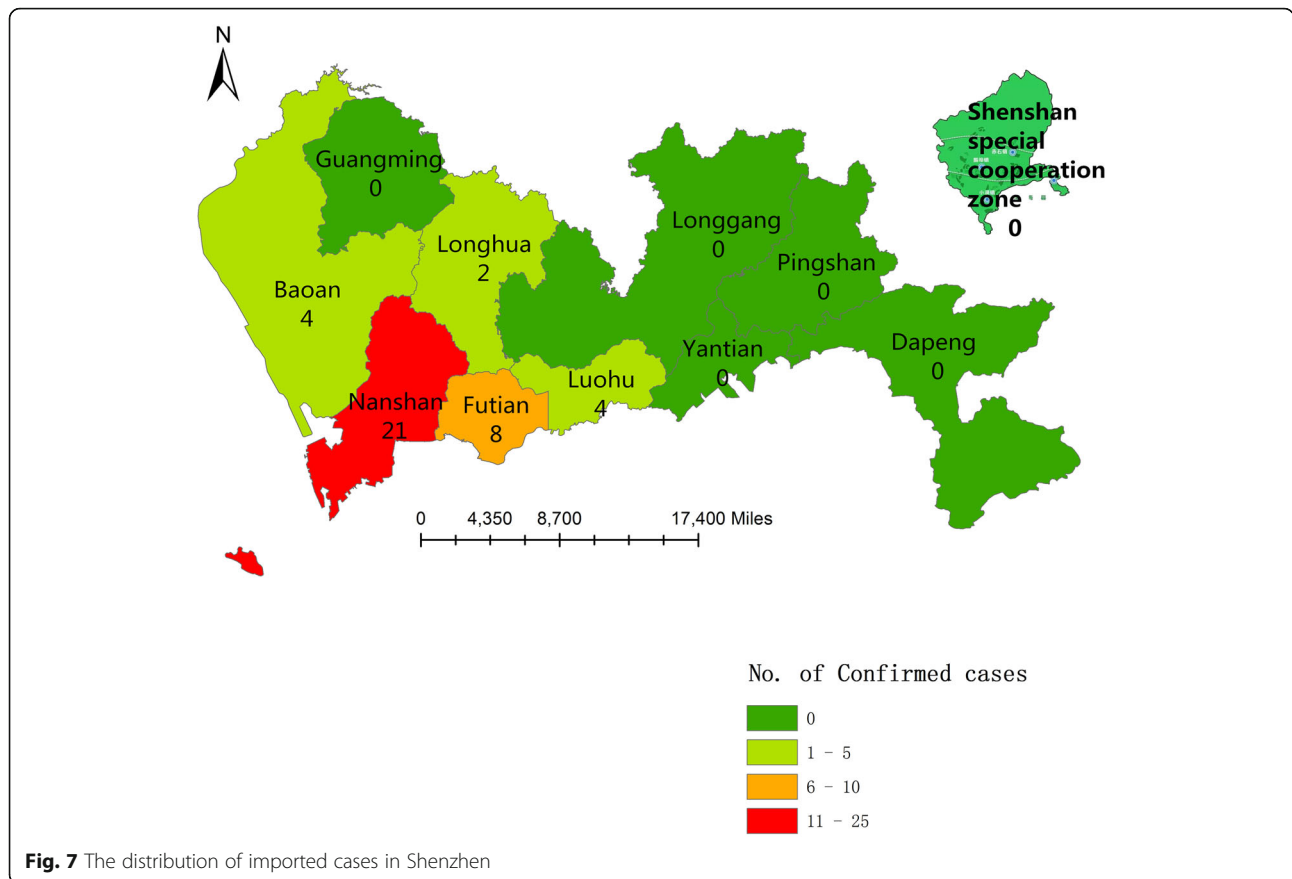 N
Guangming
0
Longhua
2
Baoan
4
Nanshan
21
Futian
8
Luohu
4
Longgang
0
Pingshan
0
Yantian
0
Dapeng
0
Shenshan
special
cooperation
zone
0
0 4,350 8,700 17,400 Miles
No. of Confirmed cases
0
1 - 5
6 - 10
11 - 25
Fig. 7 The distribution of imported cases in Shenzhen